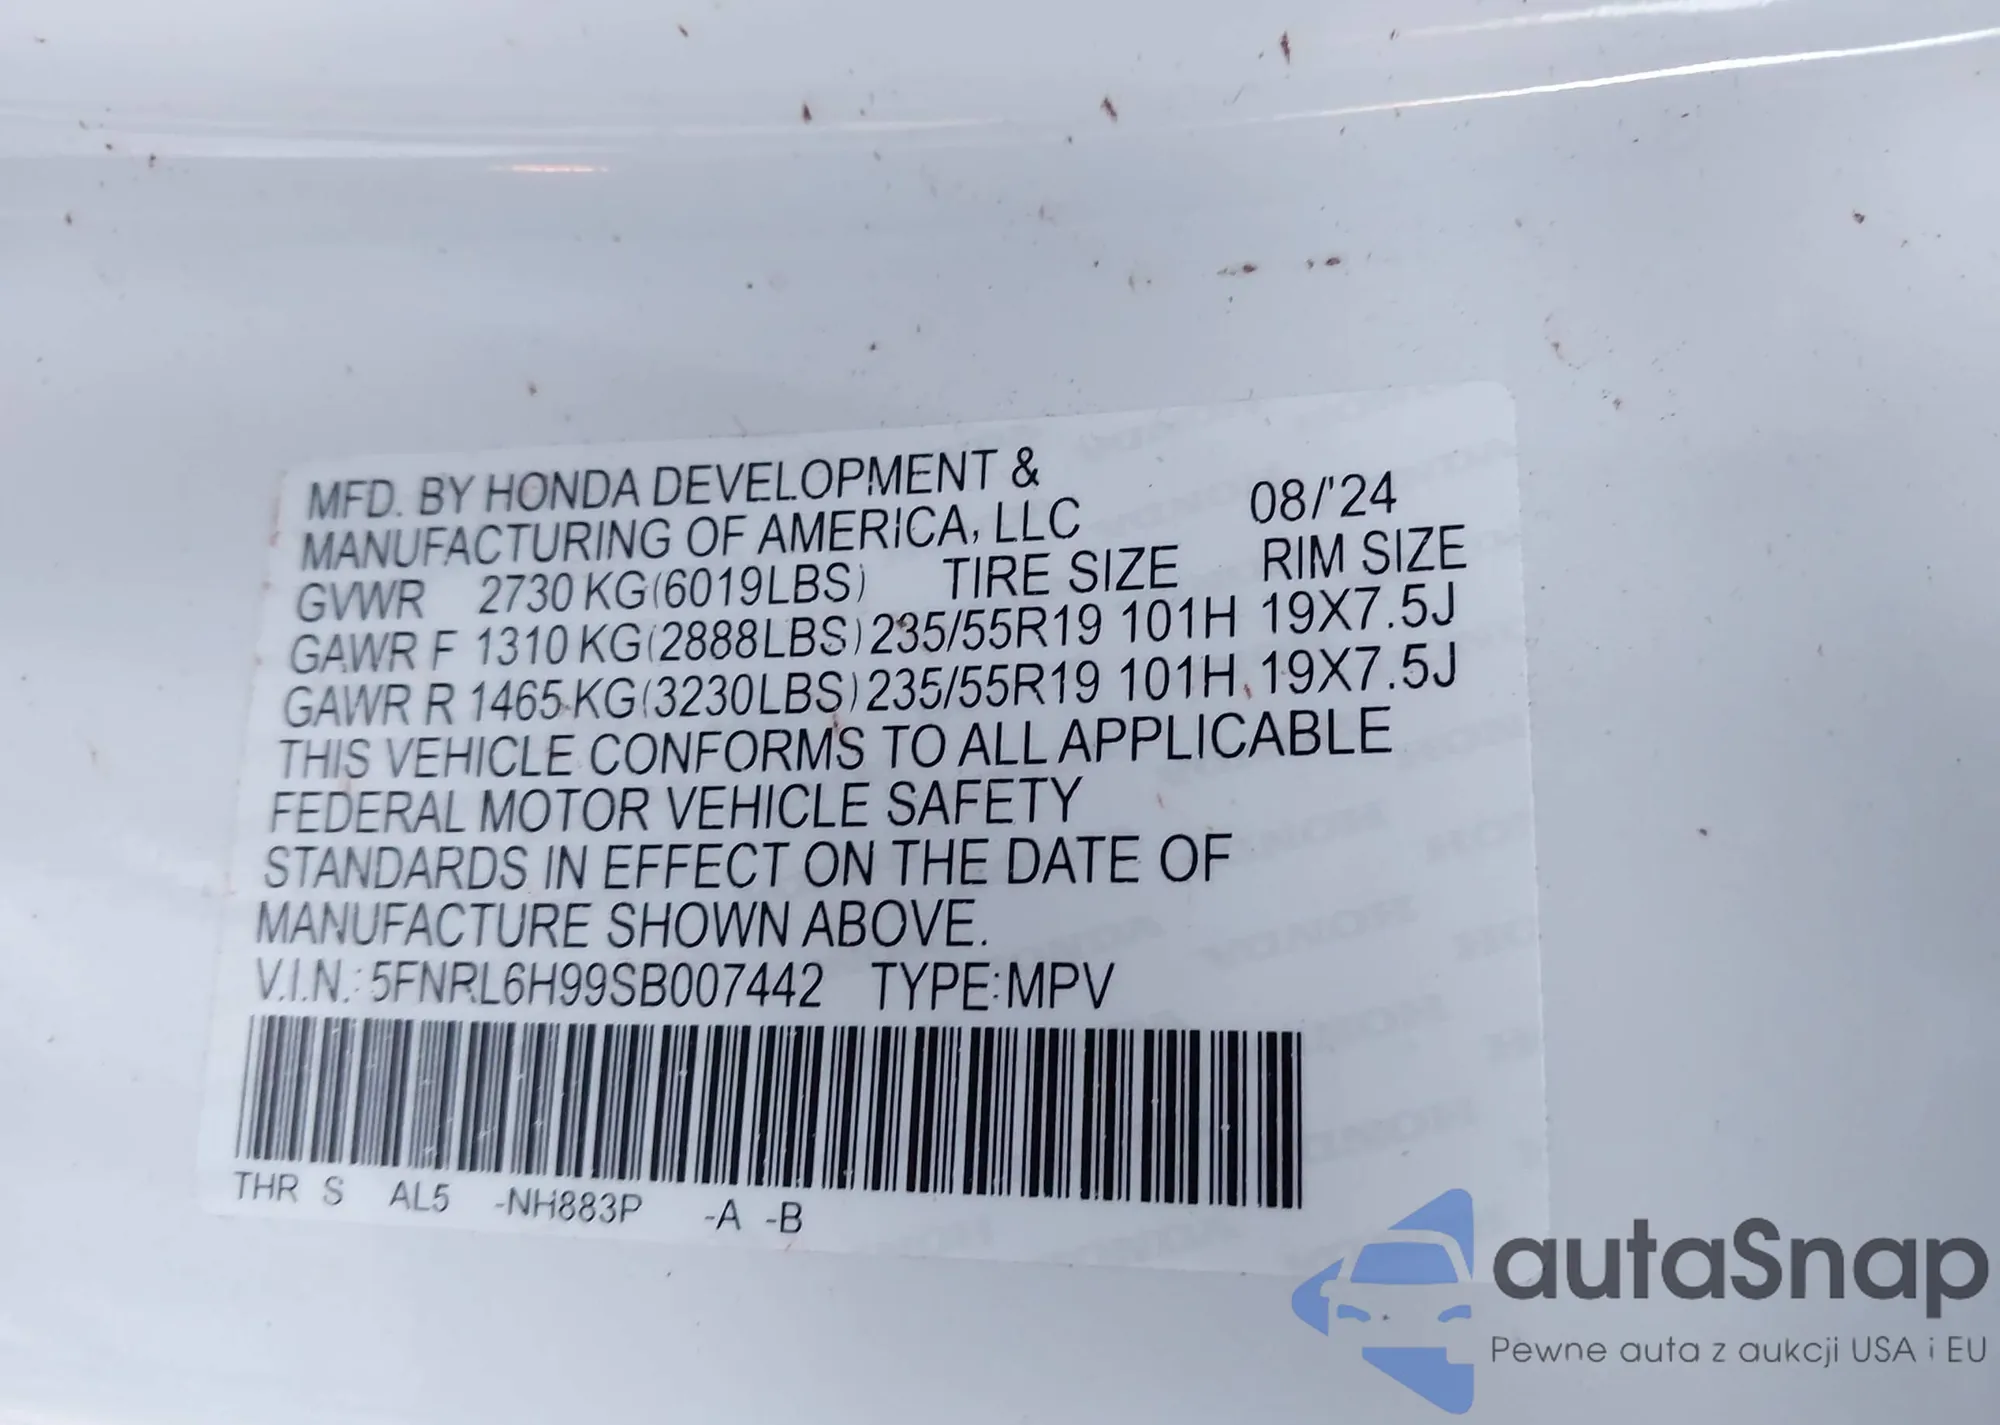 MFD. BY HONDA DEVELOPMENT &
MANUFACTURING OF AMERICA, LLC 08/'24
GVWR 2730 KG(6019LBS) TIRE SIZE RIM SIZE
GAWR F 1310 KG(2888LBS) 235/55R19 101H 19X7.5J
GAWR R 1465 KG(3230LBS) 235/55R19 101H 19X7.5J
THIS VEHICLE CONFORMS TO ALL APPLICABLE
FEDERAL MOTOR VEHICLE SAFETY
STANDARDS IN EFFECT ON THE DATE OF
MANUFACTURE SHOWN ABOVE.
V.I.N.: 5FNRL6H99SB007442 TYPE:MPV
THR S AL5 -NH883P -A -B
autaSnap
Pewne auta z aukcji USA i EU